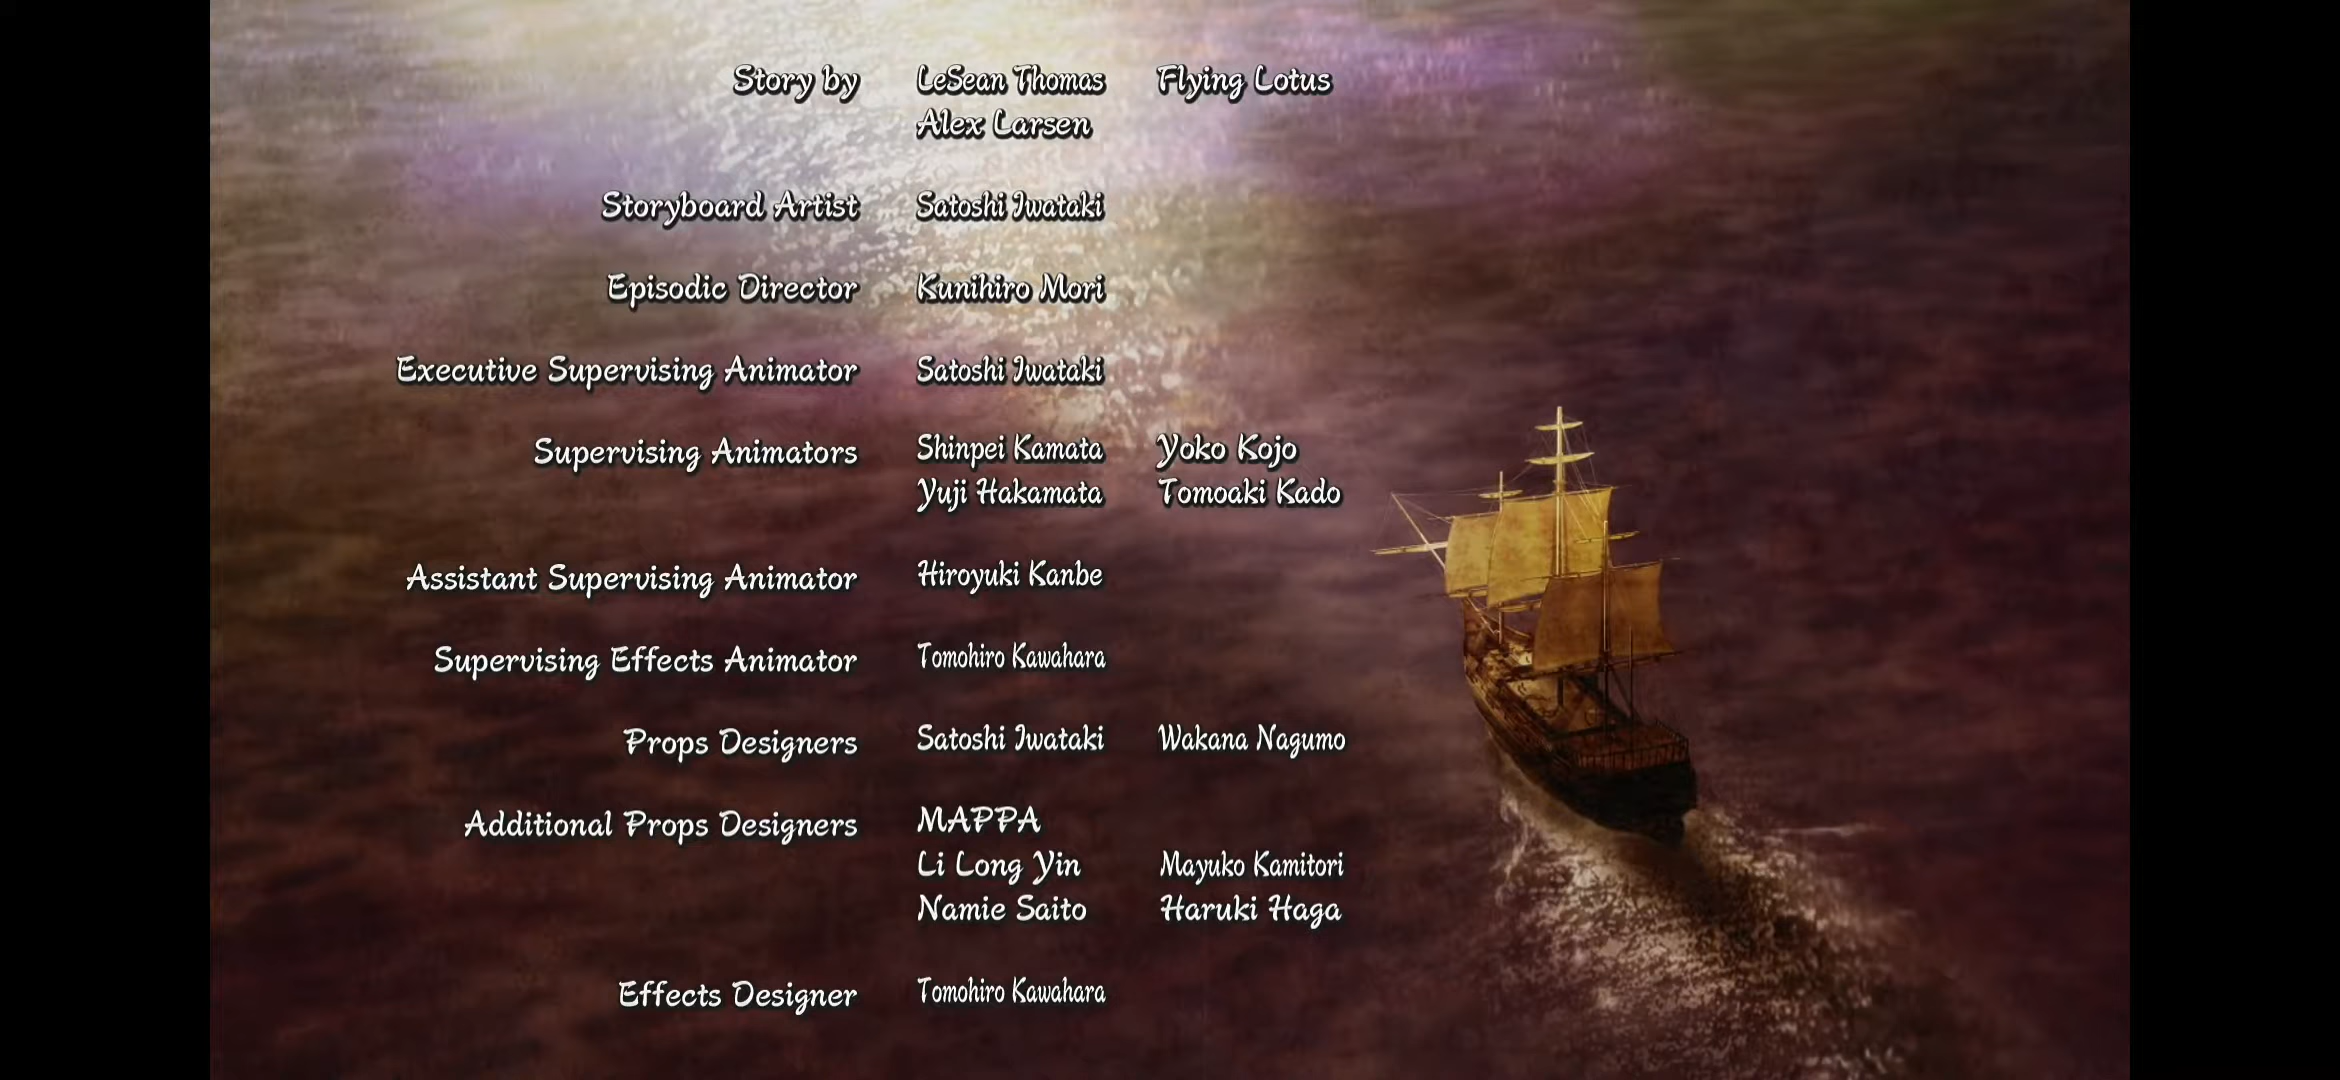 Story by LeSean Thomas Flying Lotus
Alex Larsen
Storyboard Artist Satoshi Iwataki
Episodic Director Kunihiro Mori
Executive Supervising Animator Satoshi Iwataki
Supervising Animators Shinpei Kamata Yoko Kojo
Yuji Hakamata Tomoaki Kado
Assistant Supervising Animator Hiroyuki Kanbe
Supervising Effects Animator Tomohiro Kawahara
Props Designers Satoshi Iwataki Wakana Nagumo
Additional Props Designers MAPPA
Li Long Yin Mayuko Kamitori
Namie Saito Haruki Haga
Effects Designer Tomohiro Kawahara